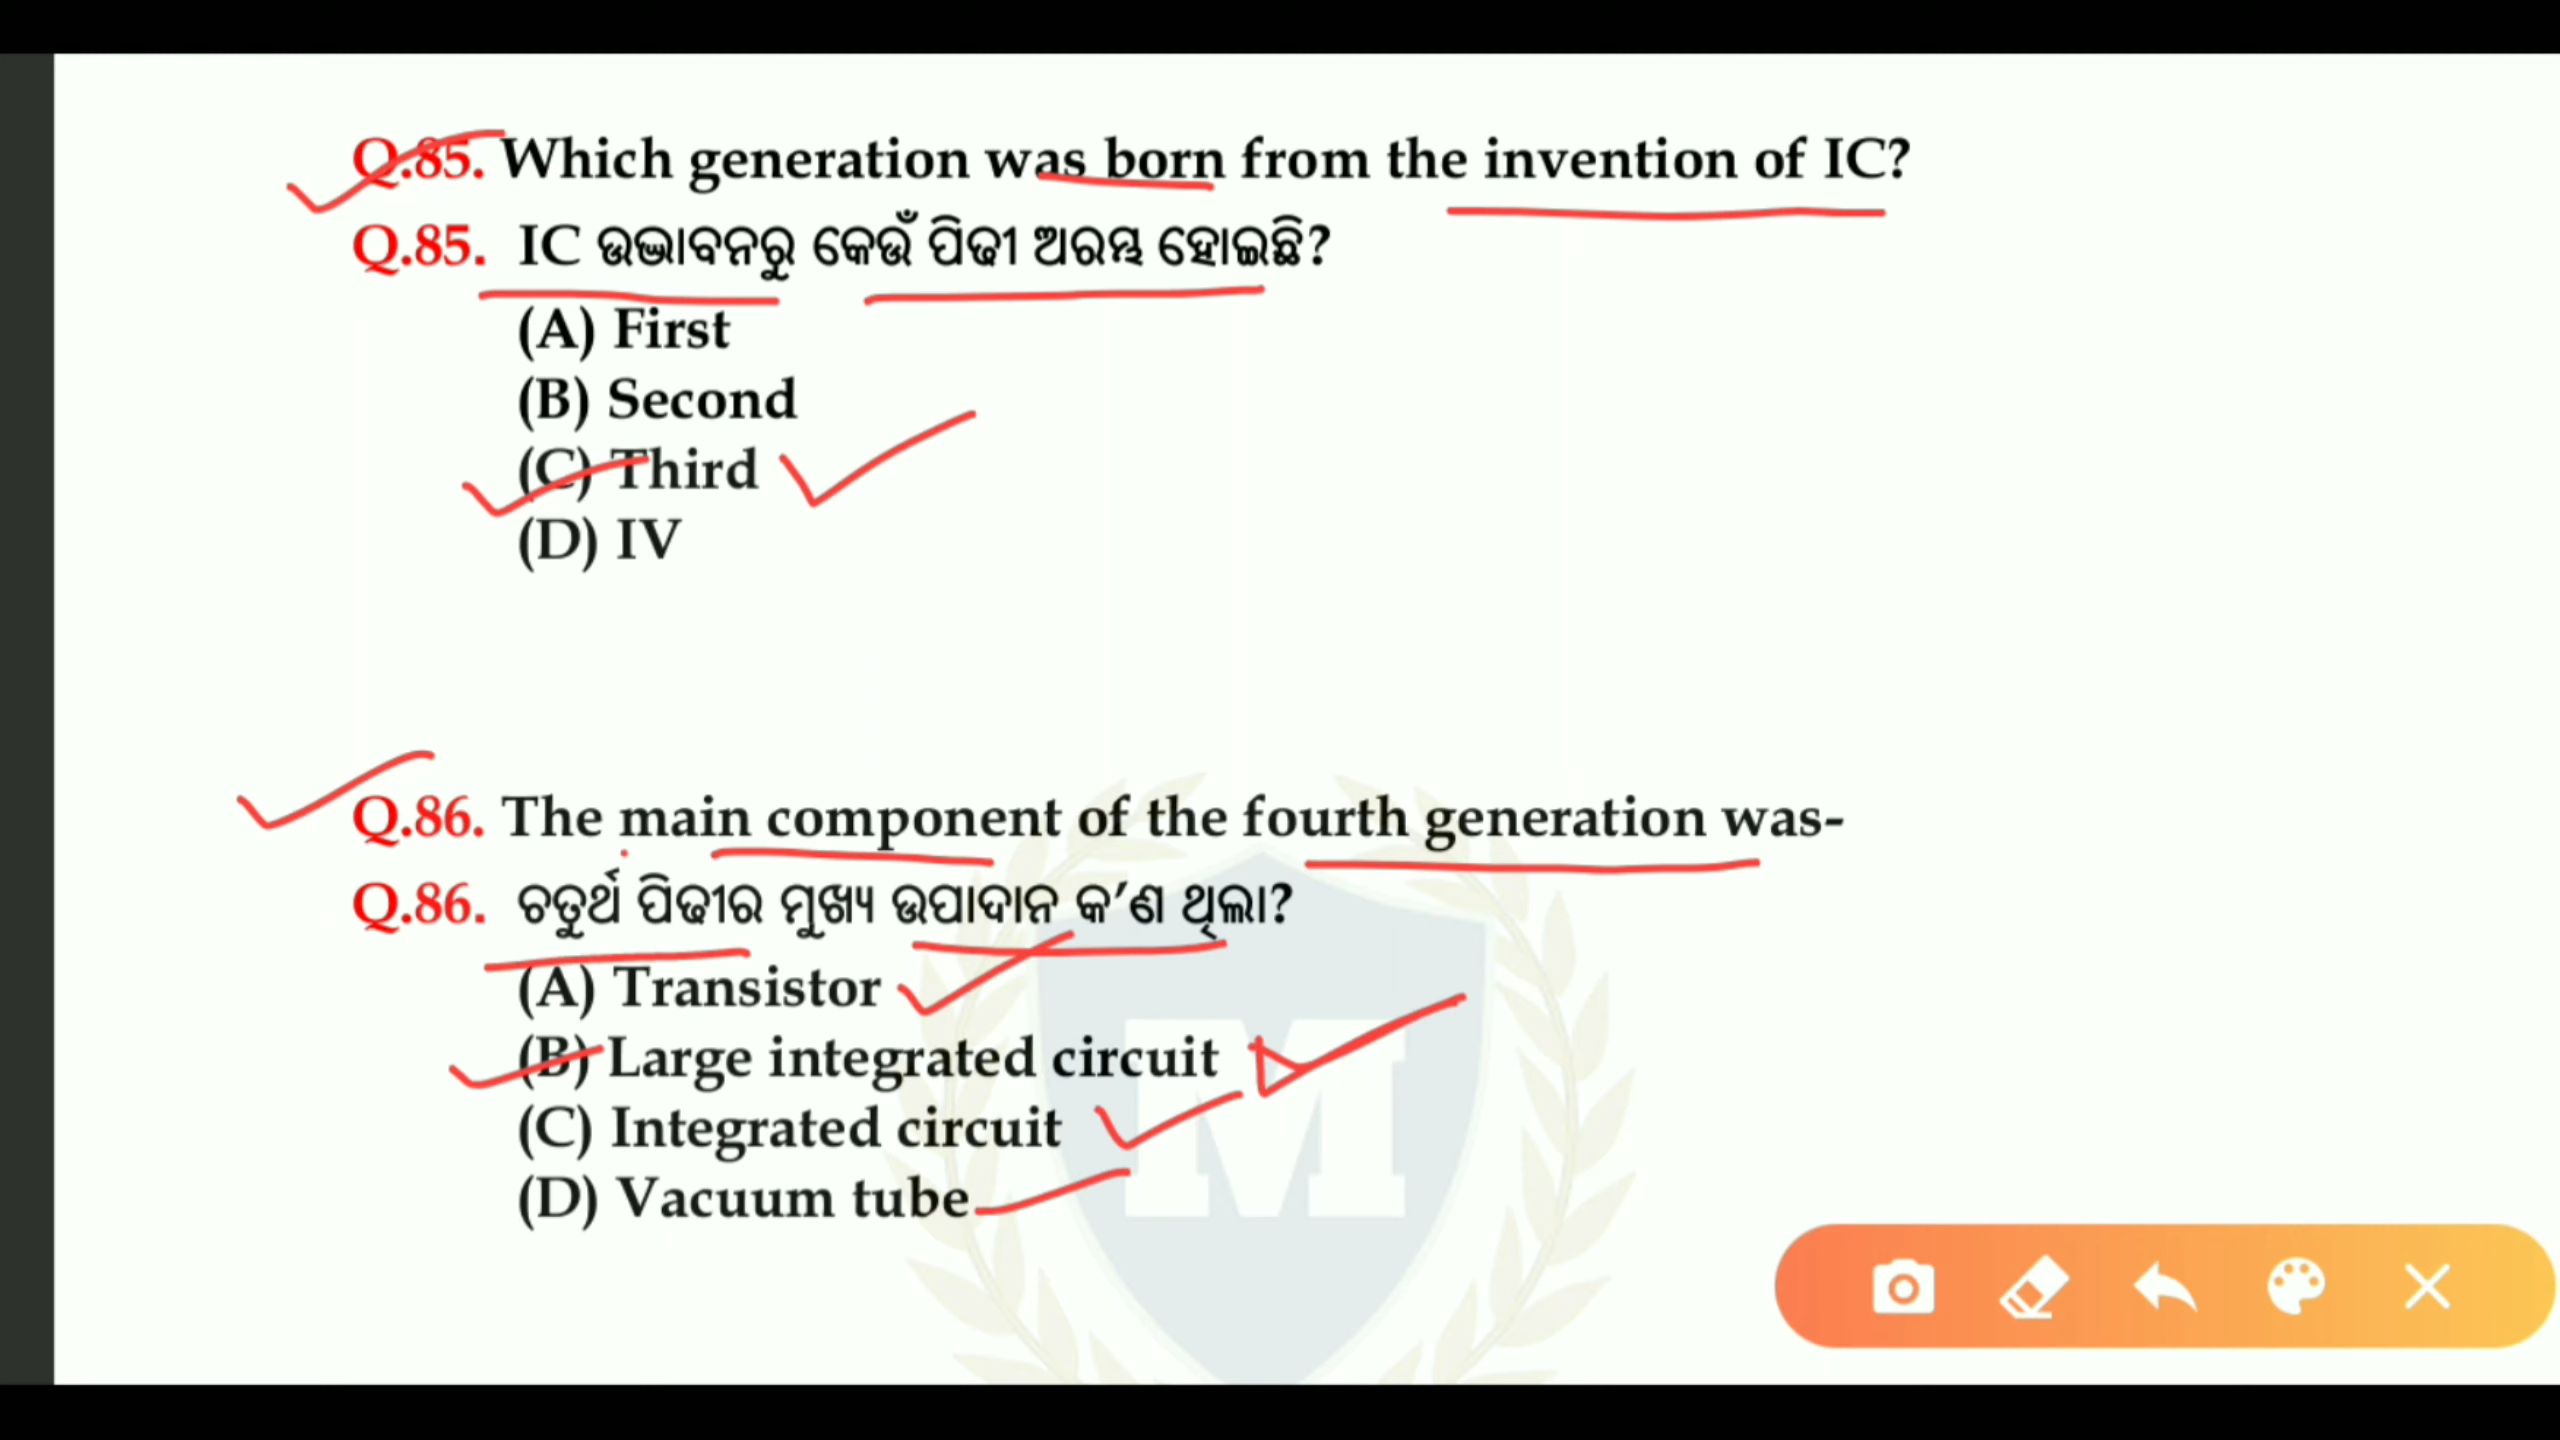 Q.85. Which generation was born from the invention of IC?
Q.85. IC ଉଦ୍ଭାବନରୁ କେଉଁ ପିଢୀ ଅରମ୍ଭ ହୋଇଛି?
(A) First
(B) Second
(C) Third
(D) IV
Q.86. The main component of the fourth generation was-
Q.86. ଚତୁର୍ଥ ପିଢୀର ମୁଖ୍ୟ ଉପାଦାନ କ'ଣ ଥିଲା?
(A) Transistor
(B) Large integrated circuit
(C) Integrated circuit
(D) Vacuum tube
M